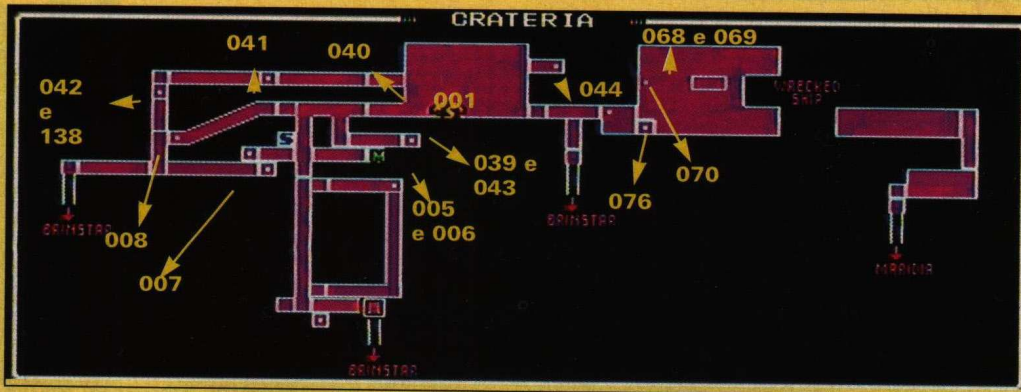 CRATERIA
041
040
068 e 069
042
e
138
001
S
044
WRECKED
SHIP
S
M
039 e
043
070
076
005
e 006
BRINSTAR
008
BRINSTAR
007
MARIDIA
BRINSTAR